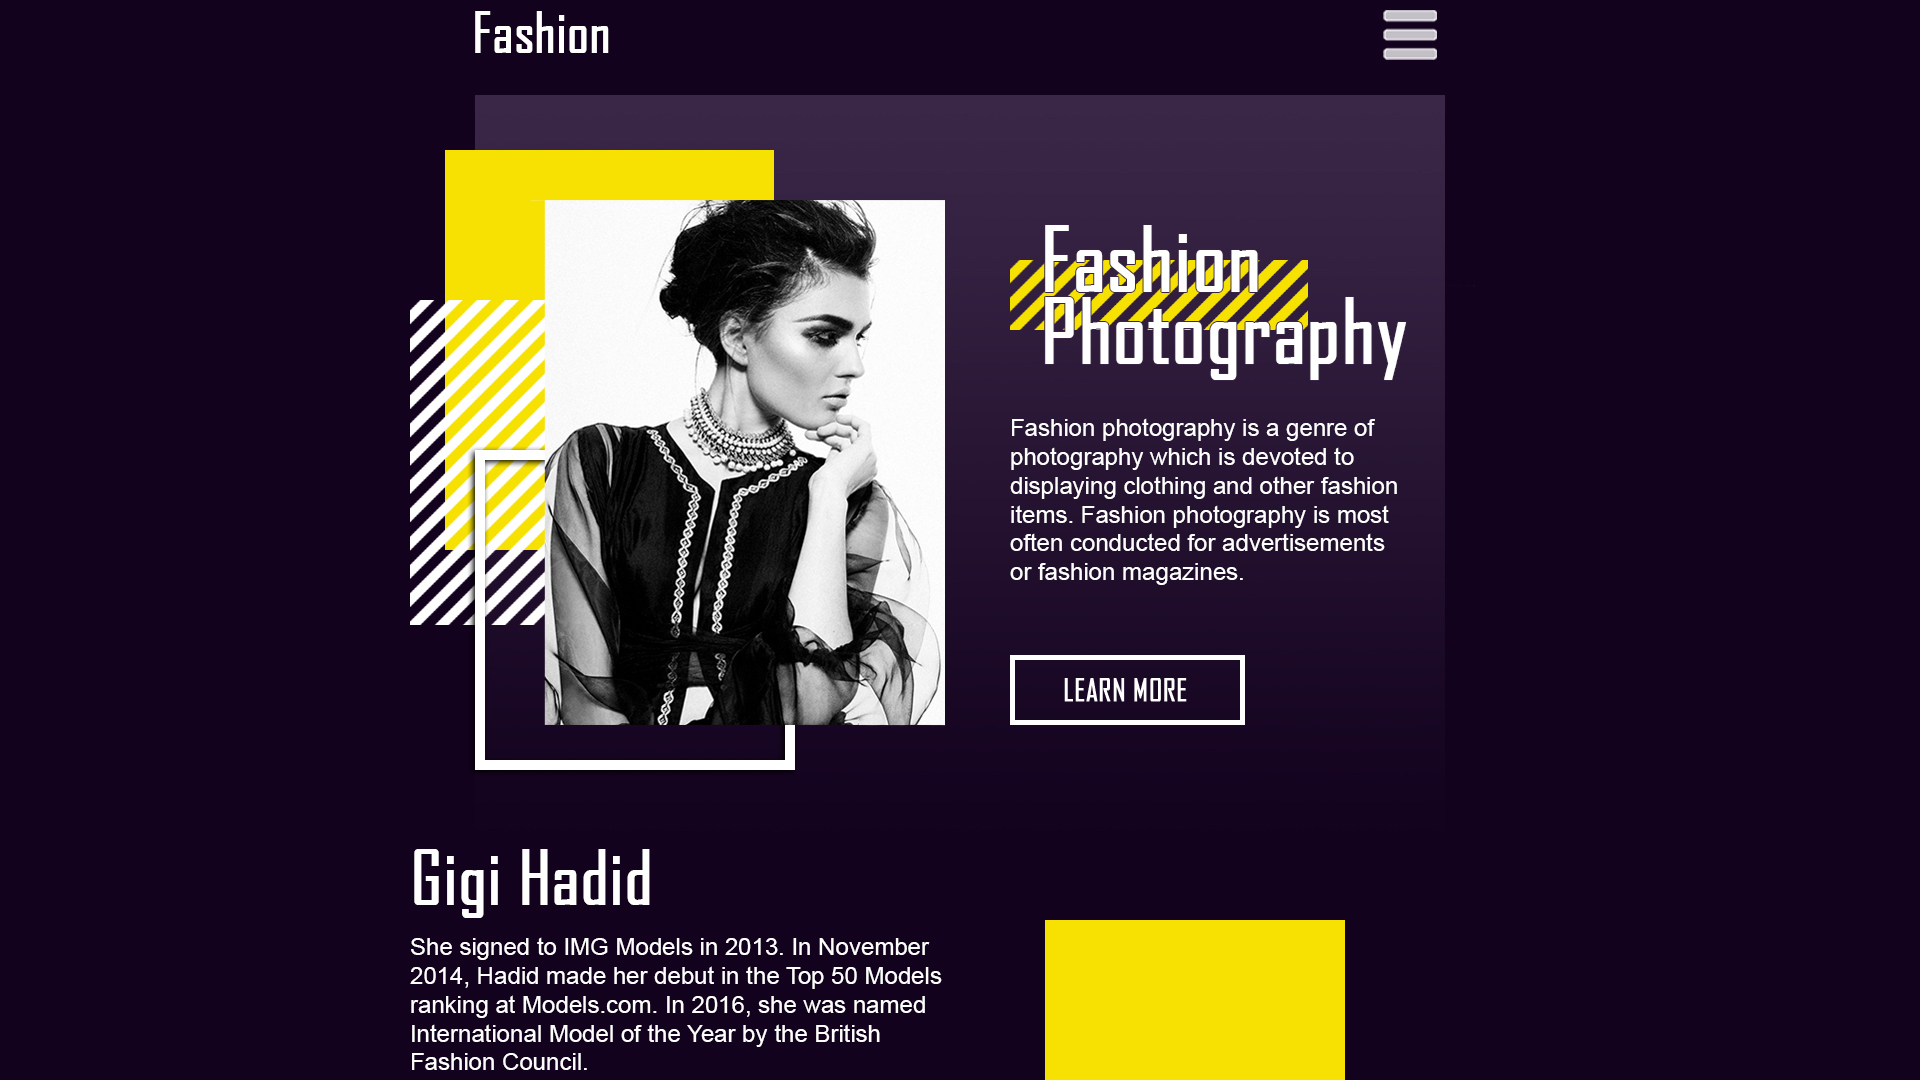 Fashion
Fashion
Photography
Fashion photography is a genre of
photography which is devoted to
displaying clothing and other fashion
items. Fashion photography is most
often conducted for advertisements
or fashion magazines.
LEARN MORE
Gigi Hadid
She signed to IMG Models in 2013. In November
2014, Hadid made her debut in the Top 50 Models
ranking at Models.com. In 2016, she was named
International Model of the Year by the British
Fashion Council.